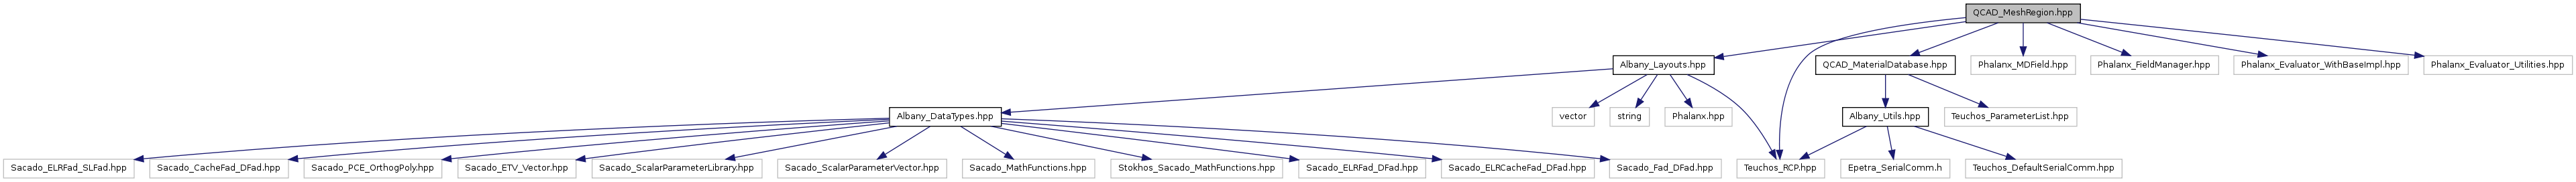 QCAD_MeshRegion.hpp
Albany_Layouts.hpp
QCAD_MaterialDatabase.hpp
Phalanx_MDField.hpp
Phalanx_FieldManager.hpp
Phalanx_Evaluator_WithBaseImpl.hpp
Phalanx_Evaluator_Utilities.hpp
Albany_DataTypes.hpp
vector
string
Phalanx.hpp
Albany_Utils.hpp
Teuchos_ParameterList.hpp
Sacado_ELRFad_SLFad.hpp
Sacado_CacheFad_DFad.hpp
Sacado_PCE_OrthogPoly.hpp
Sacado_ETV_Vector.hpp
Sacado_ScalarParameterLibrary.hpp
Sacado_ScalarParameterVector.hpp
Sacado_MathFunctions.hpp
Stokhos_Sacado_MathFunctions.hpp
Sacado_ELRFad_DFad.hpp
Sacado_ELRCacheFad_DFad.hpp
Sacado_Fad_DFad.hpp
Teuchos_RCP.hpp
Epetra_SerialComm.h
Teuchos_DefaultSerialComm.hpp